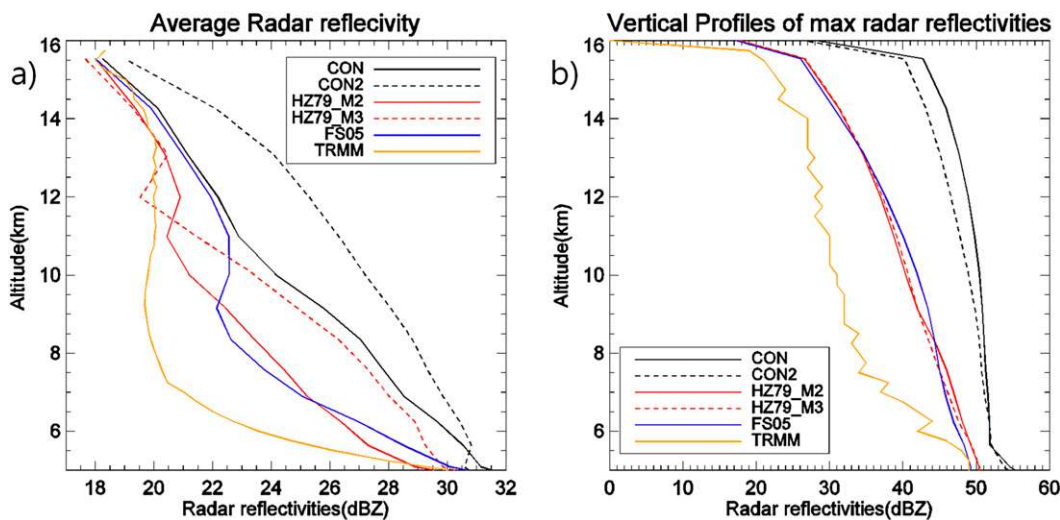 Average Radar reflecivity
a)
16
14
12
10
8
6
Altitude(km)
CON
CON2
HZ79_M2
HZ79_M3
FS05
TRMM
18 20 22 24 26 28 30 32
Radar reflectivities(dBZ)
Vertical Profiles of max radar reflectivities
b)
16
14
12
10
8
6
Altitude(km)
CON
CON2
HZ79_M2
HZ79_M3
FS05
TRMM
0 10 20 30 40 50 60
Radar reflectivities(dBZ)